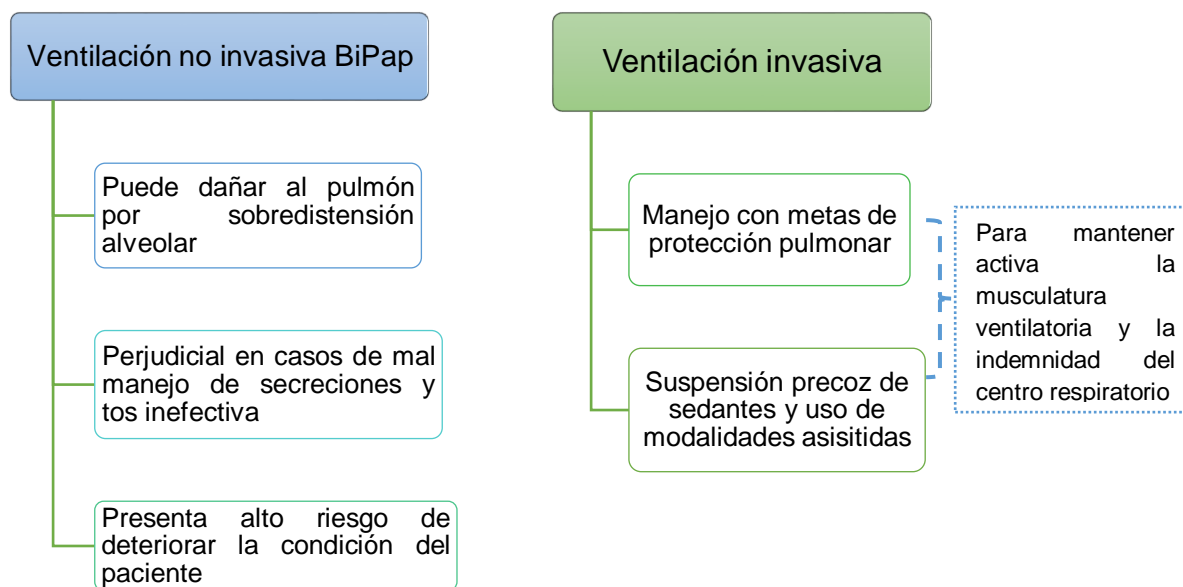 Ventilación no invasiva BiPap
Puede dañar al pulmón
por sobredistensión
alveolar
Perjudicial en casos de mal
manejo de secreciones y
tos inefectiva
Presenta alto riesgo de
deteriorar la condición del
paciente
Ventilación invasiva
Manejo con metas de
protección pulmonar
Suspensión precoz de
sedantes y uso de
modalidades asisitidas
Para mantener
activa la
musculatura
ventilatoria y la
indemnidad del
centro respiratorio